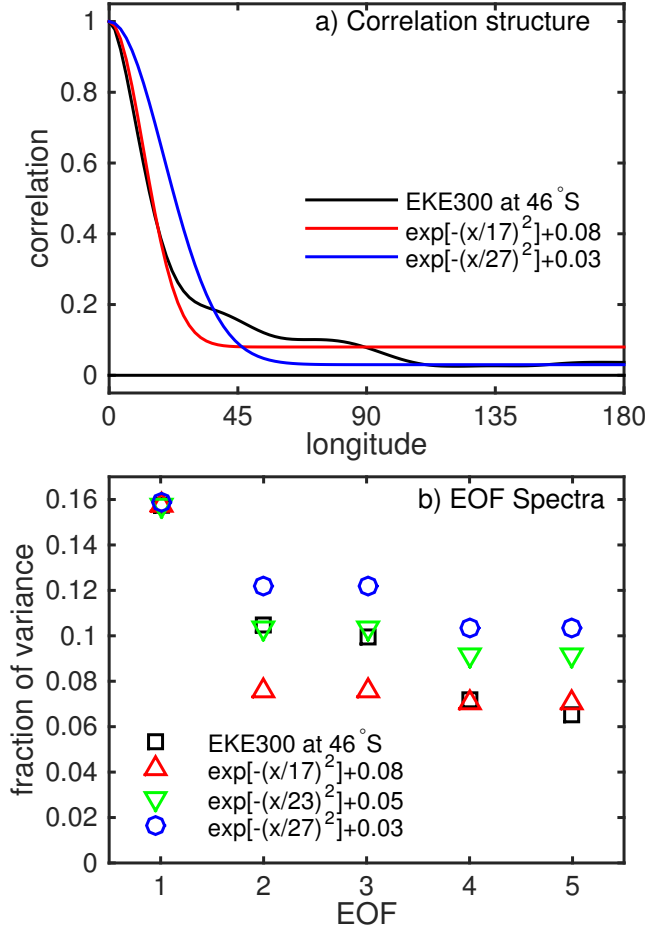 a) Correlation structure
1
0.8
0.6
0.4
0.2
0
correlation
EKE300 at 46°S
exp[-(x/17)²]+0.08
exp[-(x/27)²]+0.03
0 45 90 135 180
longitude
b) EOF Spectra
0.16
0.14
0.12
0.1
0.08
0.06
0.04
0.02
0
fraction of variance
EKE300 at 46°S
exp[-(x/17)²]+0.08
exp[-(x/23)²]+0.05
exp[-(x/27)²]+0.03
1 2 3 4 5
EOF